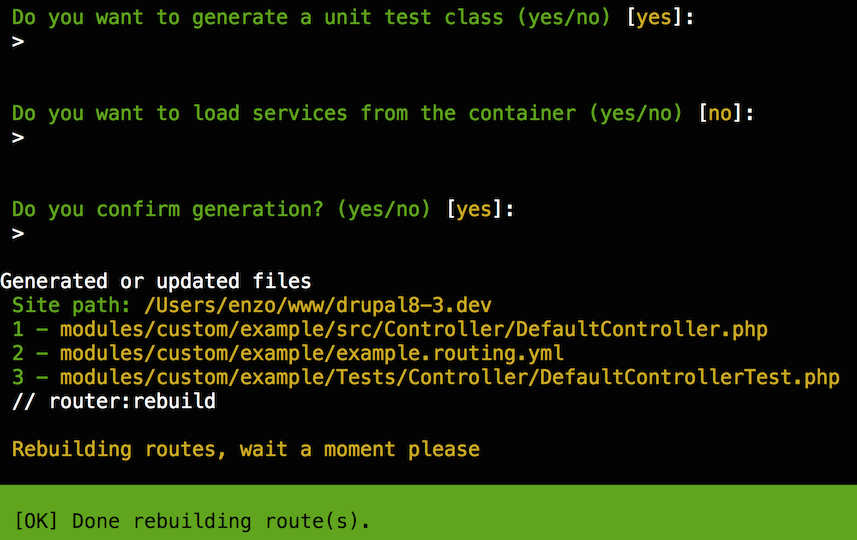 Do you want to generate a unit test class (yes/no) [yes]:
>
Do you want to load services from the container (yes/no) [no]:
>
Do you confirm generation? (yes/no) [yes]:
>
Generated or updated files
Site path: /Users/enzo/www/drupal8-3.dev
1 - modules/custom/example/src/Controller/DefaultController.php
2 - modules/custom/example/example.routing.yml
3 - modules/custom/example/Tests/Controller/DefaultControllerTest.php
// router:rebuild
Rebuilding routes, wait a moment please
[OK] Done rebuilding route(s).